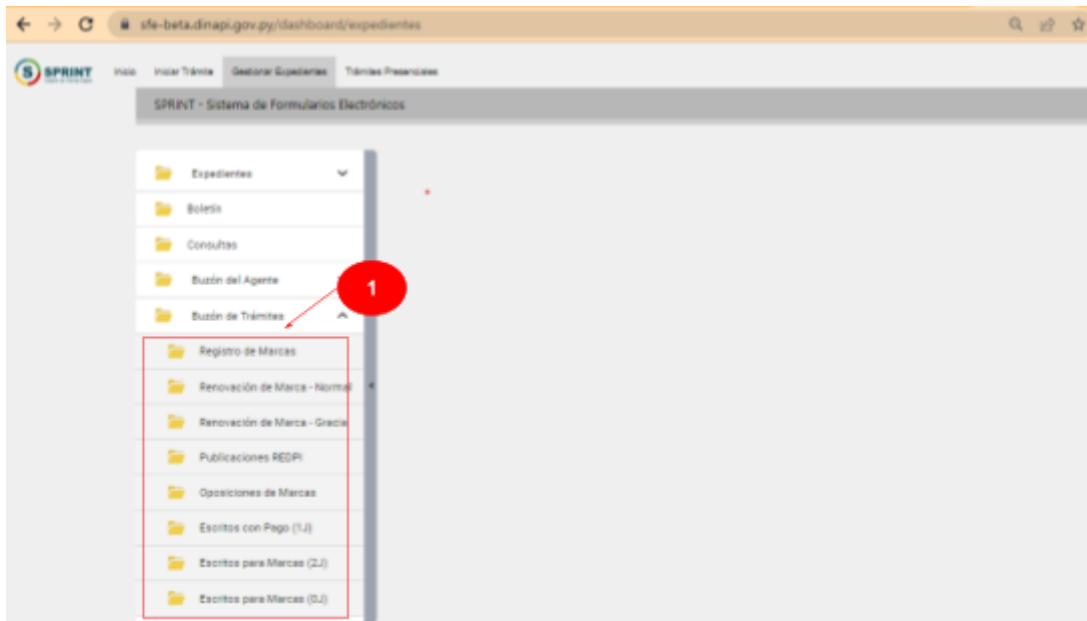 sfe-beta.dinapi.gov.py/dashboard/expedientes
SPRINT
Inicio Iniciar Trámite Gestionar Expedientes Trámites Presenciales
SPRINT - Sistema de Formularios Electrónicos
Expedientes
Boletín
Consultas
Buzón del Agente
1
Buzón de Trámites
Registro de Marcas
Renovación de Marca - Normal
Renovación de Marca - Gracia
Publicaciones REDPI
Oposiciones de Marcas
Escritos con Pago (1J)
Escritos para Marcas (2J)
Escritos para Marcas (0J)